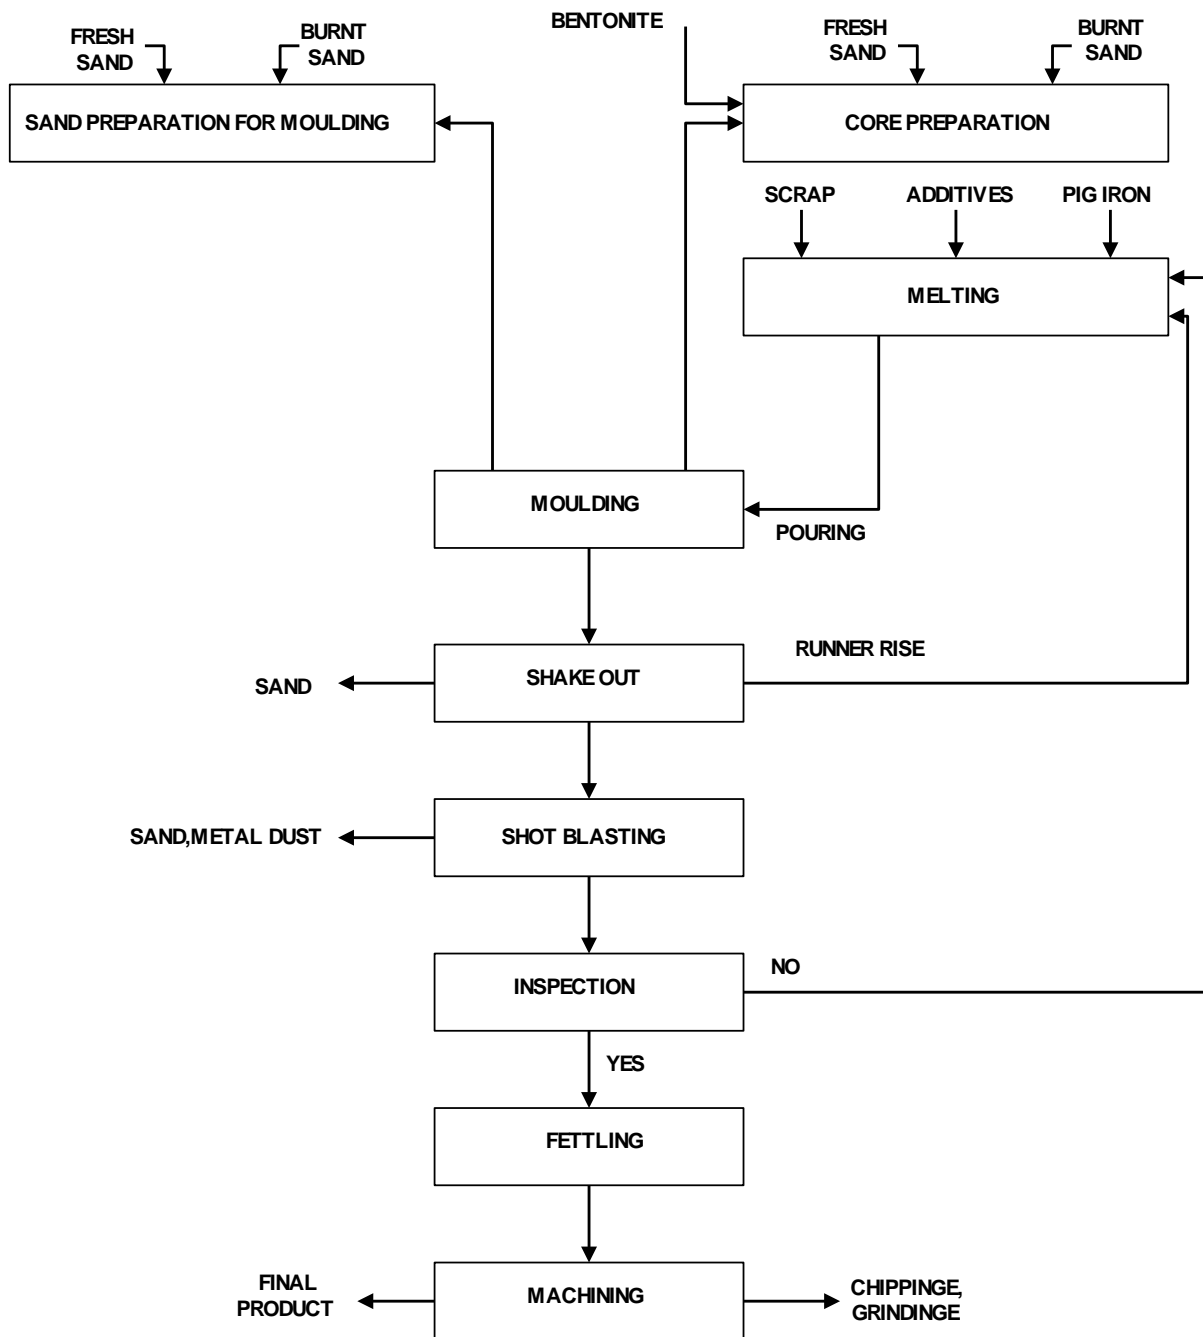 BENTONITE
FRESH
SAND
BURNT
SAND
FRESH
SAND
BURNT
SAND
SAND PREPARATION FOR MOULDING
CORE PREPARATION
SCRAP
ADDITIVES
PIG IRON
MELTING
MOULDING
POURING
RUNNER RISE
SAND
SHAKE OUT
SAND,METAL DUST
SHOT BLASTING
INSPECTION
NO
YES
FETTLING
FINAL
PRODUCT
MACHINING
CHIPPINGE,
GRINDINGE